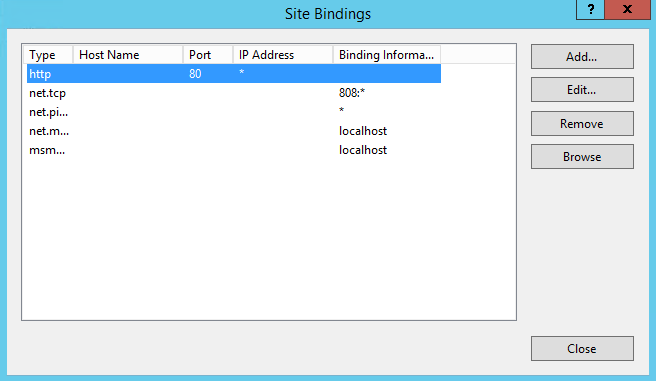 Site Bindings
? x
Type Host Name Port IP Address Binding Informa...
http 80 *
net.tcp 808:*
net.pi... *
net.m... localhost
msm... localhost
Add...
Edit...
Remove
Browse
Close